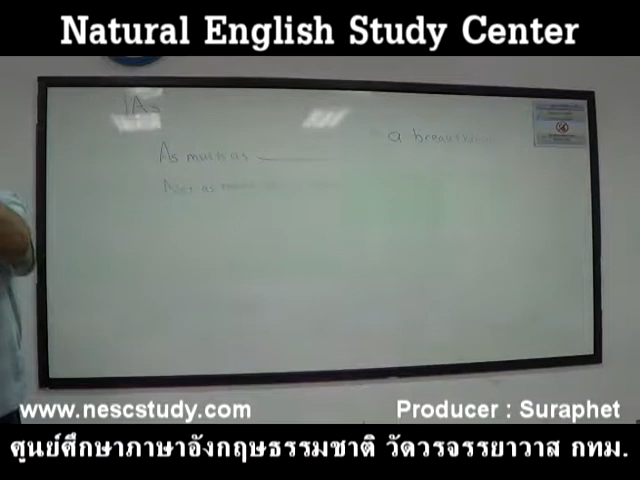 Natural English Study Center
As much as
a
as
www.nescstudy.com
Producer : Suraphet
ศูนย์ศึกษาภาษาอังกฤษธรรมชาติ วัดวรจรรยาวาส กทม.